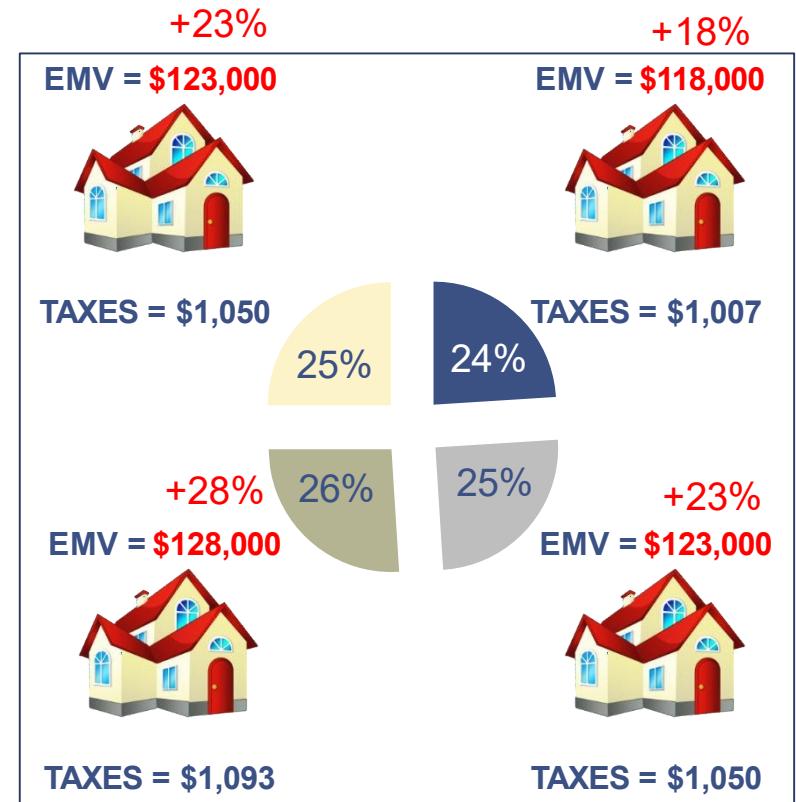 +23%
+18%
EMV = $123,000
EMV = $118,000
TAXES = $1,050
TAXES = $1,007
25%
24%
+28%
26%
25%
+23%
EMV = $128,000
EMV = $123,000
TAXES = $1,093
TAXES = $1,050